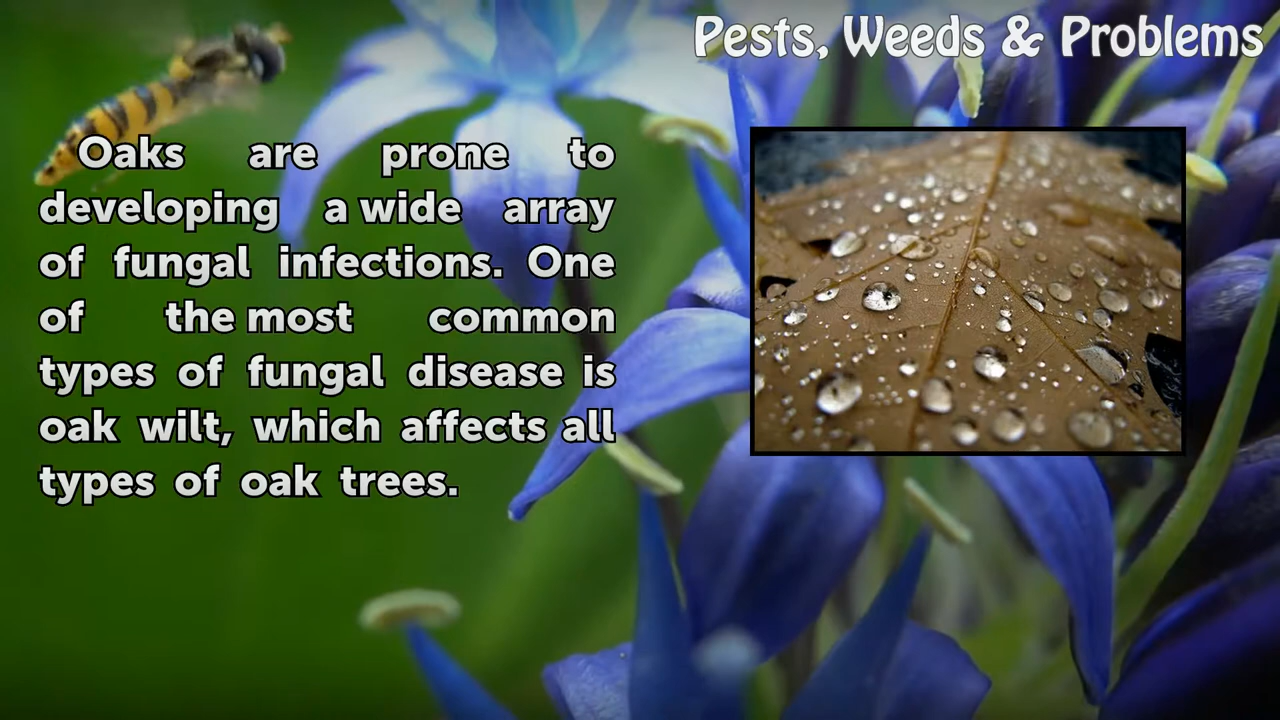 Pests, Weeds & Problems
Oaks are prone to
developing a wide array
of fungal infections. One
of the most common
types of fungal disease is
oak wilt, which affects all
types of oak trees.